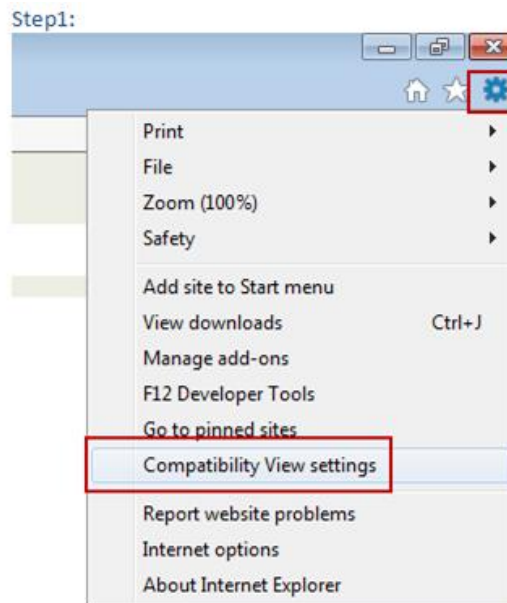 Step1:
Print
File
Zoom (100%)
Safety
Add site to Start menu
View downloads Ctrl+J
Manage add-ons
F12 Developer Tools
Go to pinned sites
Compatibility View settings
Report website problems
Internet options
About Internet Explorer